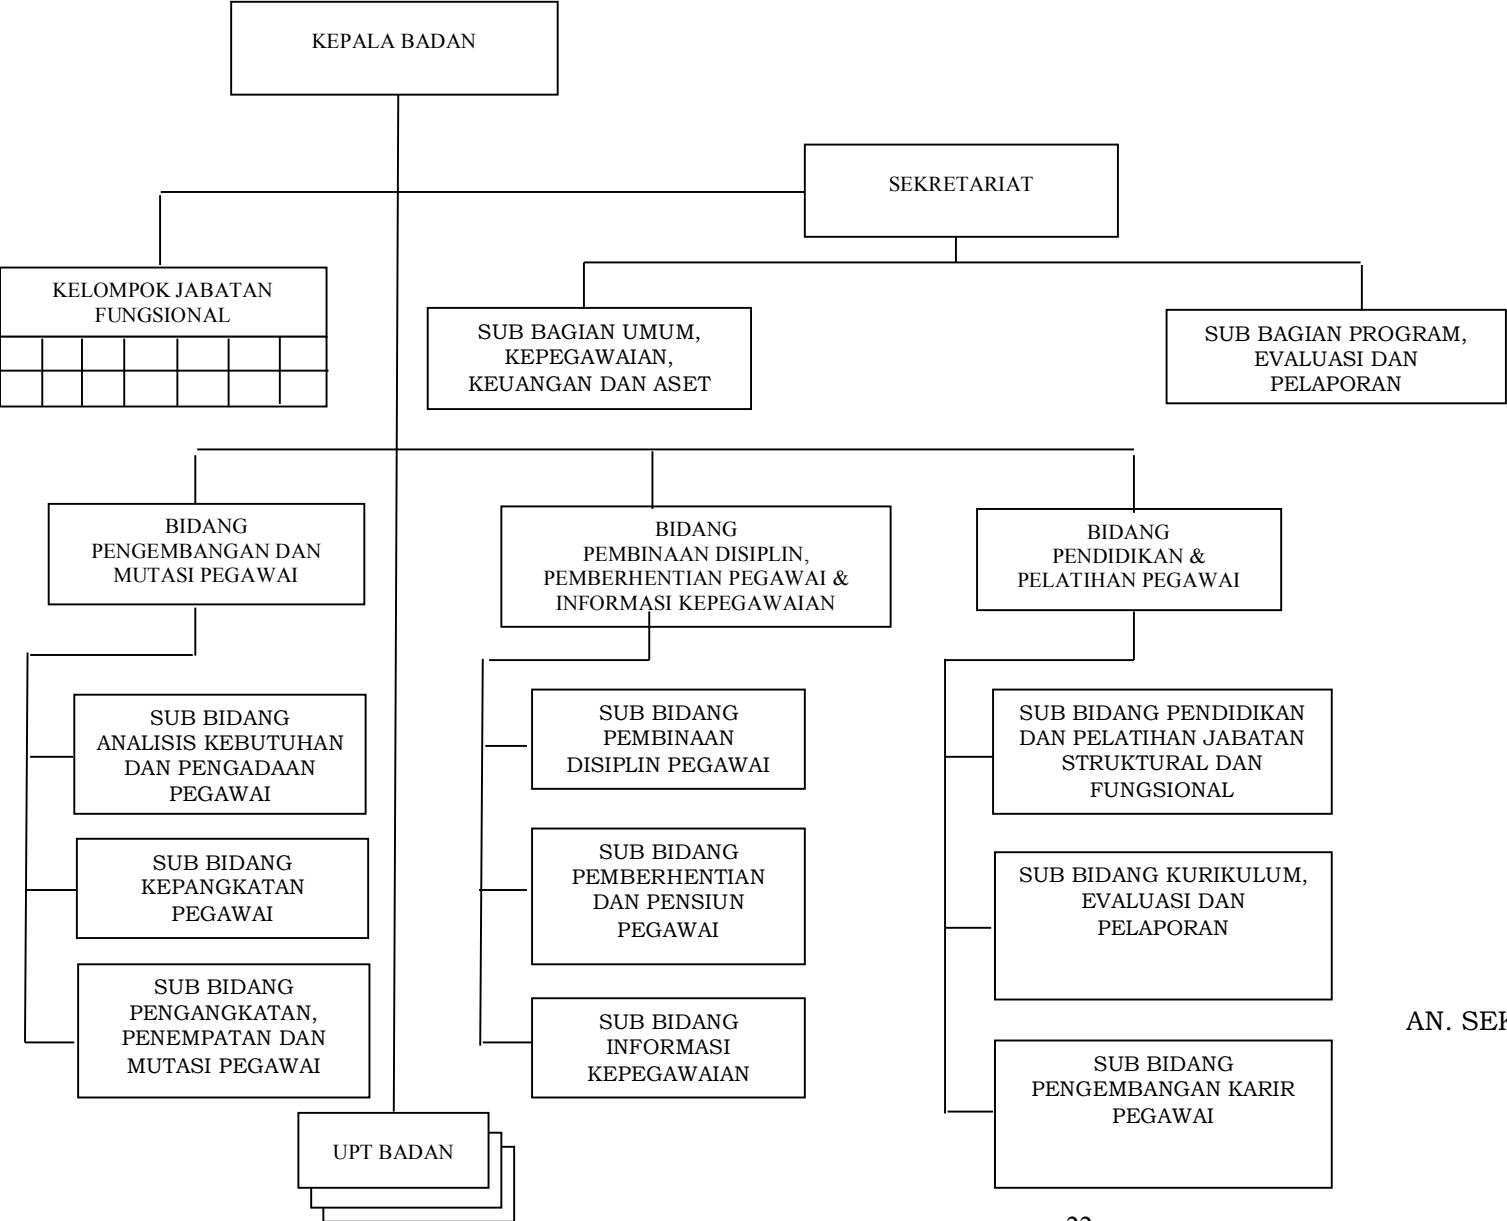 KEPALA BADAN
SEKRETARIAT
KELOMPOK JABATAN
FUNGSIONAL
SUB BAGIAN UMUM,
KEPEGAWAIAN,
KEUANGAN DAN ASET
SUB BAGIAN PROGRAM,
EVALUASI DAN
PELAPORAN
BIDANG
PENGEMBANGAN DAN
MUTASI PEGAWAI
BIDANG
PEMBINAAN DISIPLIN,
PEMBERHENTIAN PEGAWAI &
INFORMASI KEPEGAWAIAN
BIDANG
PENDIDIKAN &
PELATIHAN PEGAWAI
SUB BIDANG
ANALISIS KEBUTUHAN
DAN PENGADAAN
PEGAWAI
SUB BIDANG
KEPANGKATAN
PEGAWAI
SUB BIDANG
PENGANGKATAN,
PENEMPATAN DAN
MUTASI PEGAWAI
SUB BIDANG
PEMBINAAN
DISIPLIN PEGAWAI
SUB BIDANG
PEMBERHENTIAN
DAN PENSIUN
PEGAWAI
SUB BIDANG
INFORMASI
KEPEGAWAIAN
SUB BIDANG PENDIDIKAN
DAN PELATIHAN JABATAN
STRUKTURAL DAN
FUNGSIONAL
SUB BIDANG KURIKULUM,
EVALUASI DAN
PELAPORAN
SUB BIDANG
PENGEMBANGAN KARIR
PEGAWAI
UPT BADAN
AN. SEK